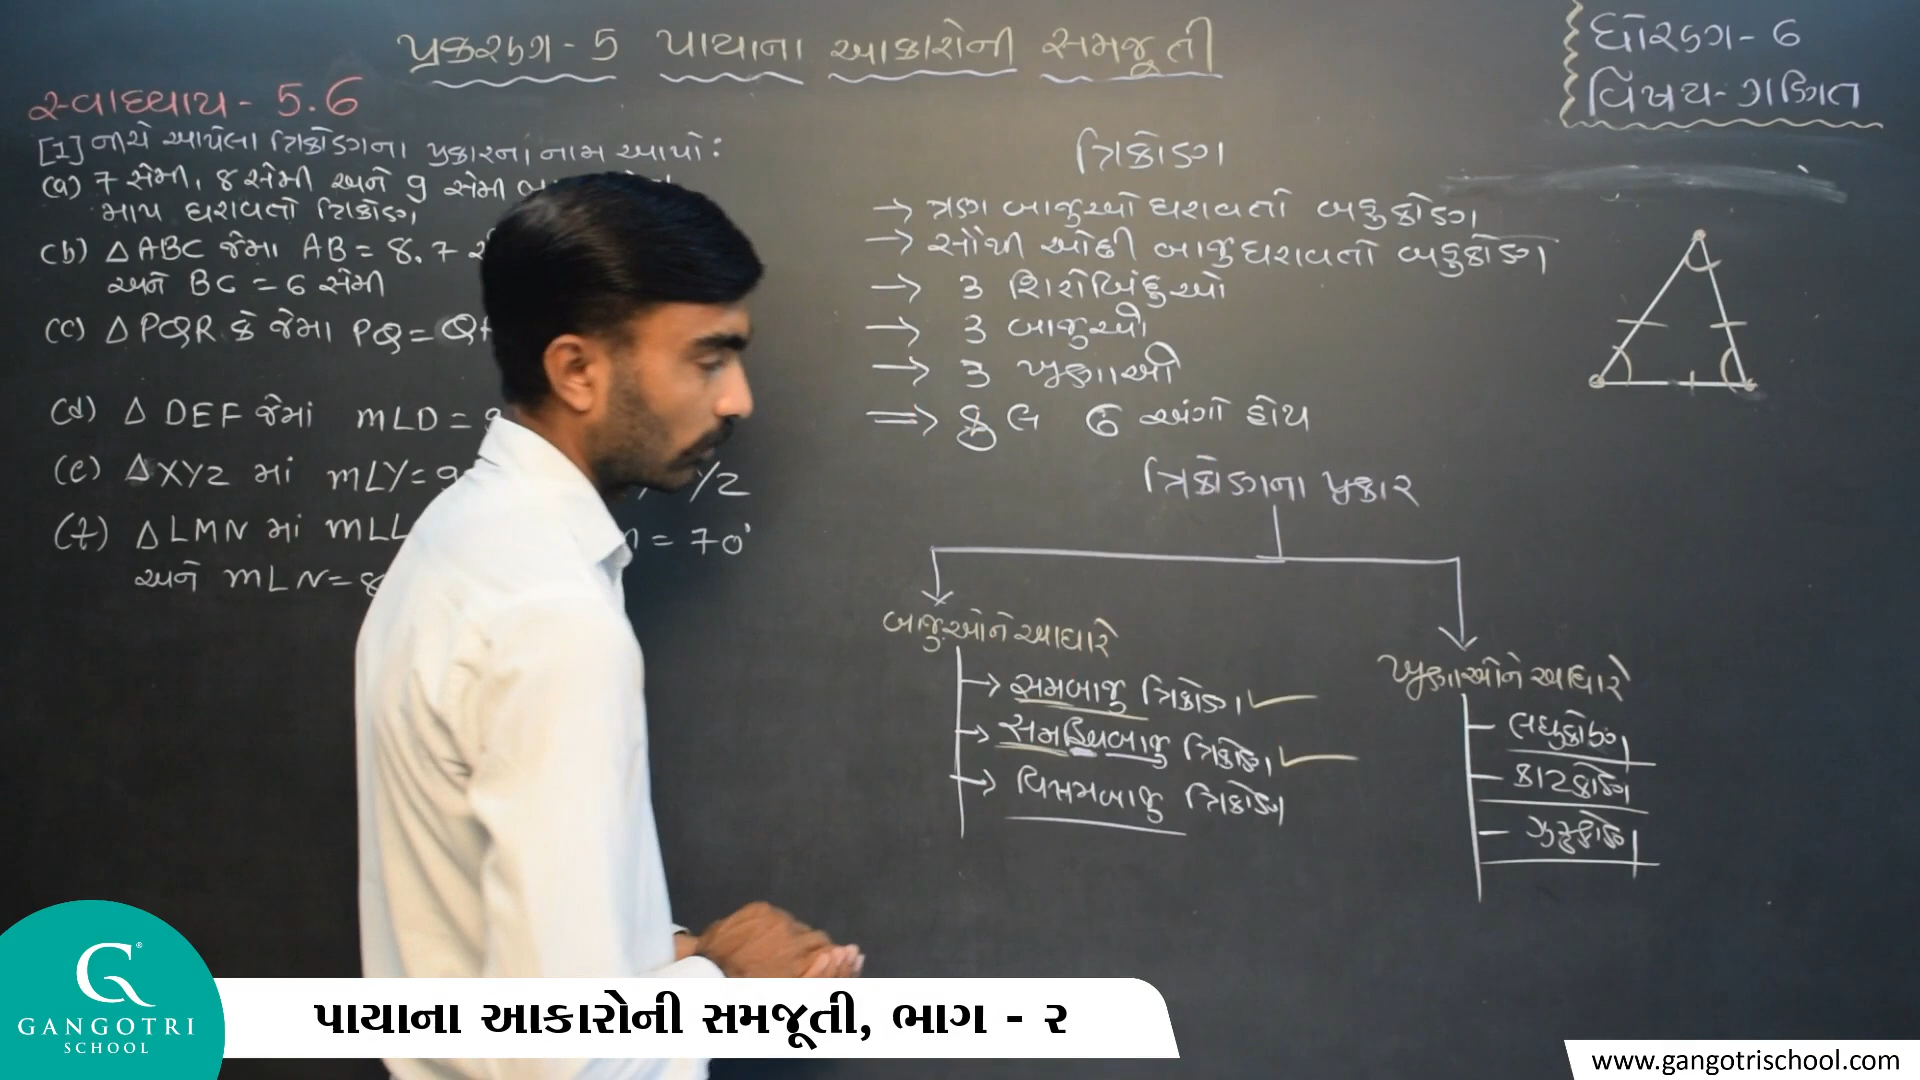 પ્રકરણ - 5 પાયાના આકારોની સમજૂતી
ધોરણ - 6
વિષય - ગણિત
સ્વાધ્યાય - 5.6
[1] નીચે આપેલા ત્રિકોણના પ્રકારના નામ આપો:
(a) 7 સેમી, 8 સેમી અને 9 સેમી
માપ ધરાવતો ત્રિકોણ
(b) △ABC જેમાં AB = 8.7
અને BC = 6 સેમી
(c) △PQR કે જેમાં PQ =
(d) △ DEF જેમાં m∠D =
(e) △XYZ માં m∠Y= YZ
(f) △LMN માં m∠L = 70°
અને m∠N=
ત્રિકોણ
→ ત્રણ બાજુઓ ધરાવતો બહુકોણ
→ સૌથી ઓછી બાજુ ધરાવતો બહુકોણ
→ 3 શિરોબિંદુઓ
→ 3 બાજુઓ
→ 3 ખૂણાઓ
⇒ કુલ 6 અંગો હોય
ત્રિકોણના પ્રકાર
બાજુઓને આધારે
→ સમબાજુ ત્રિકોણ ✓
→ સમદ્વિબાજુ ત્રિકોણ ✓
→ વિષમબાજુ ત્રિકોણ
ખૂણાઓને આધારે
- લઘુકોણ
- કાટકોણ
- ગુરુકોણ
G®
GANGOTRI
SCHOOL
પાયાના આકારોની સમજૂતી, ભાગ - ૨
www.gangotrischool.com